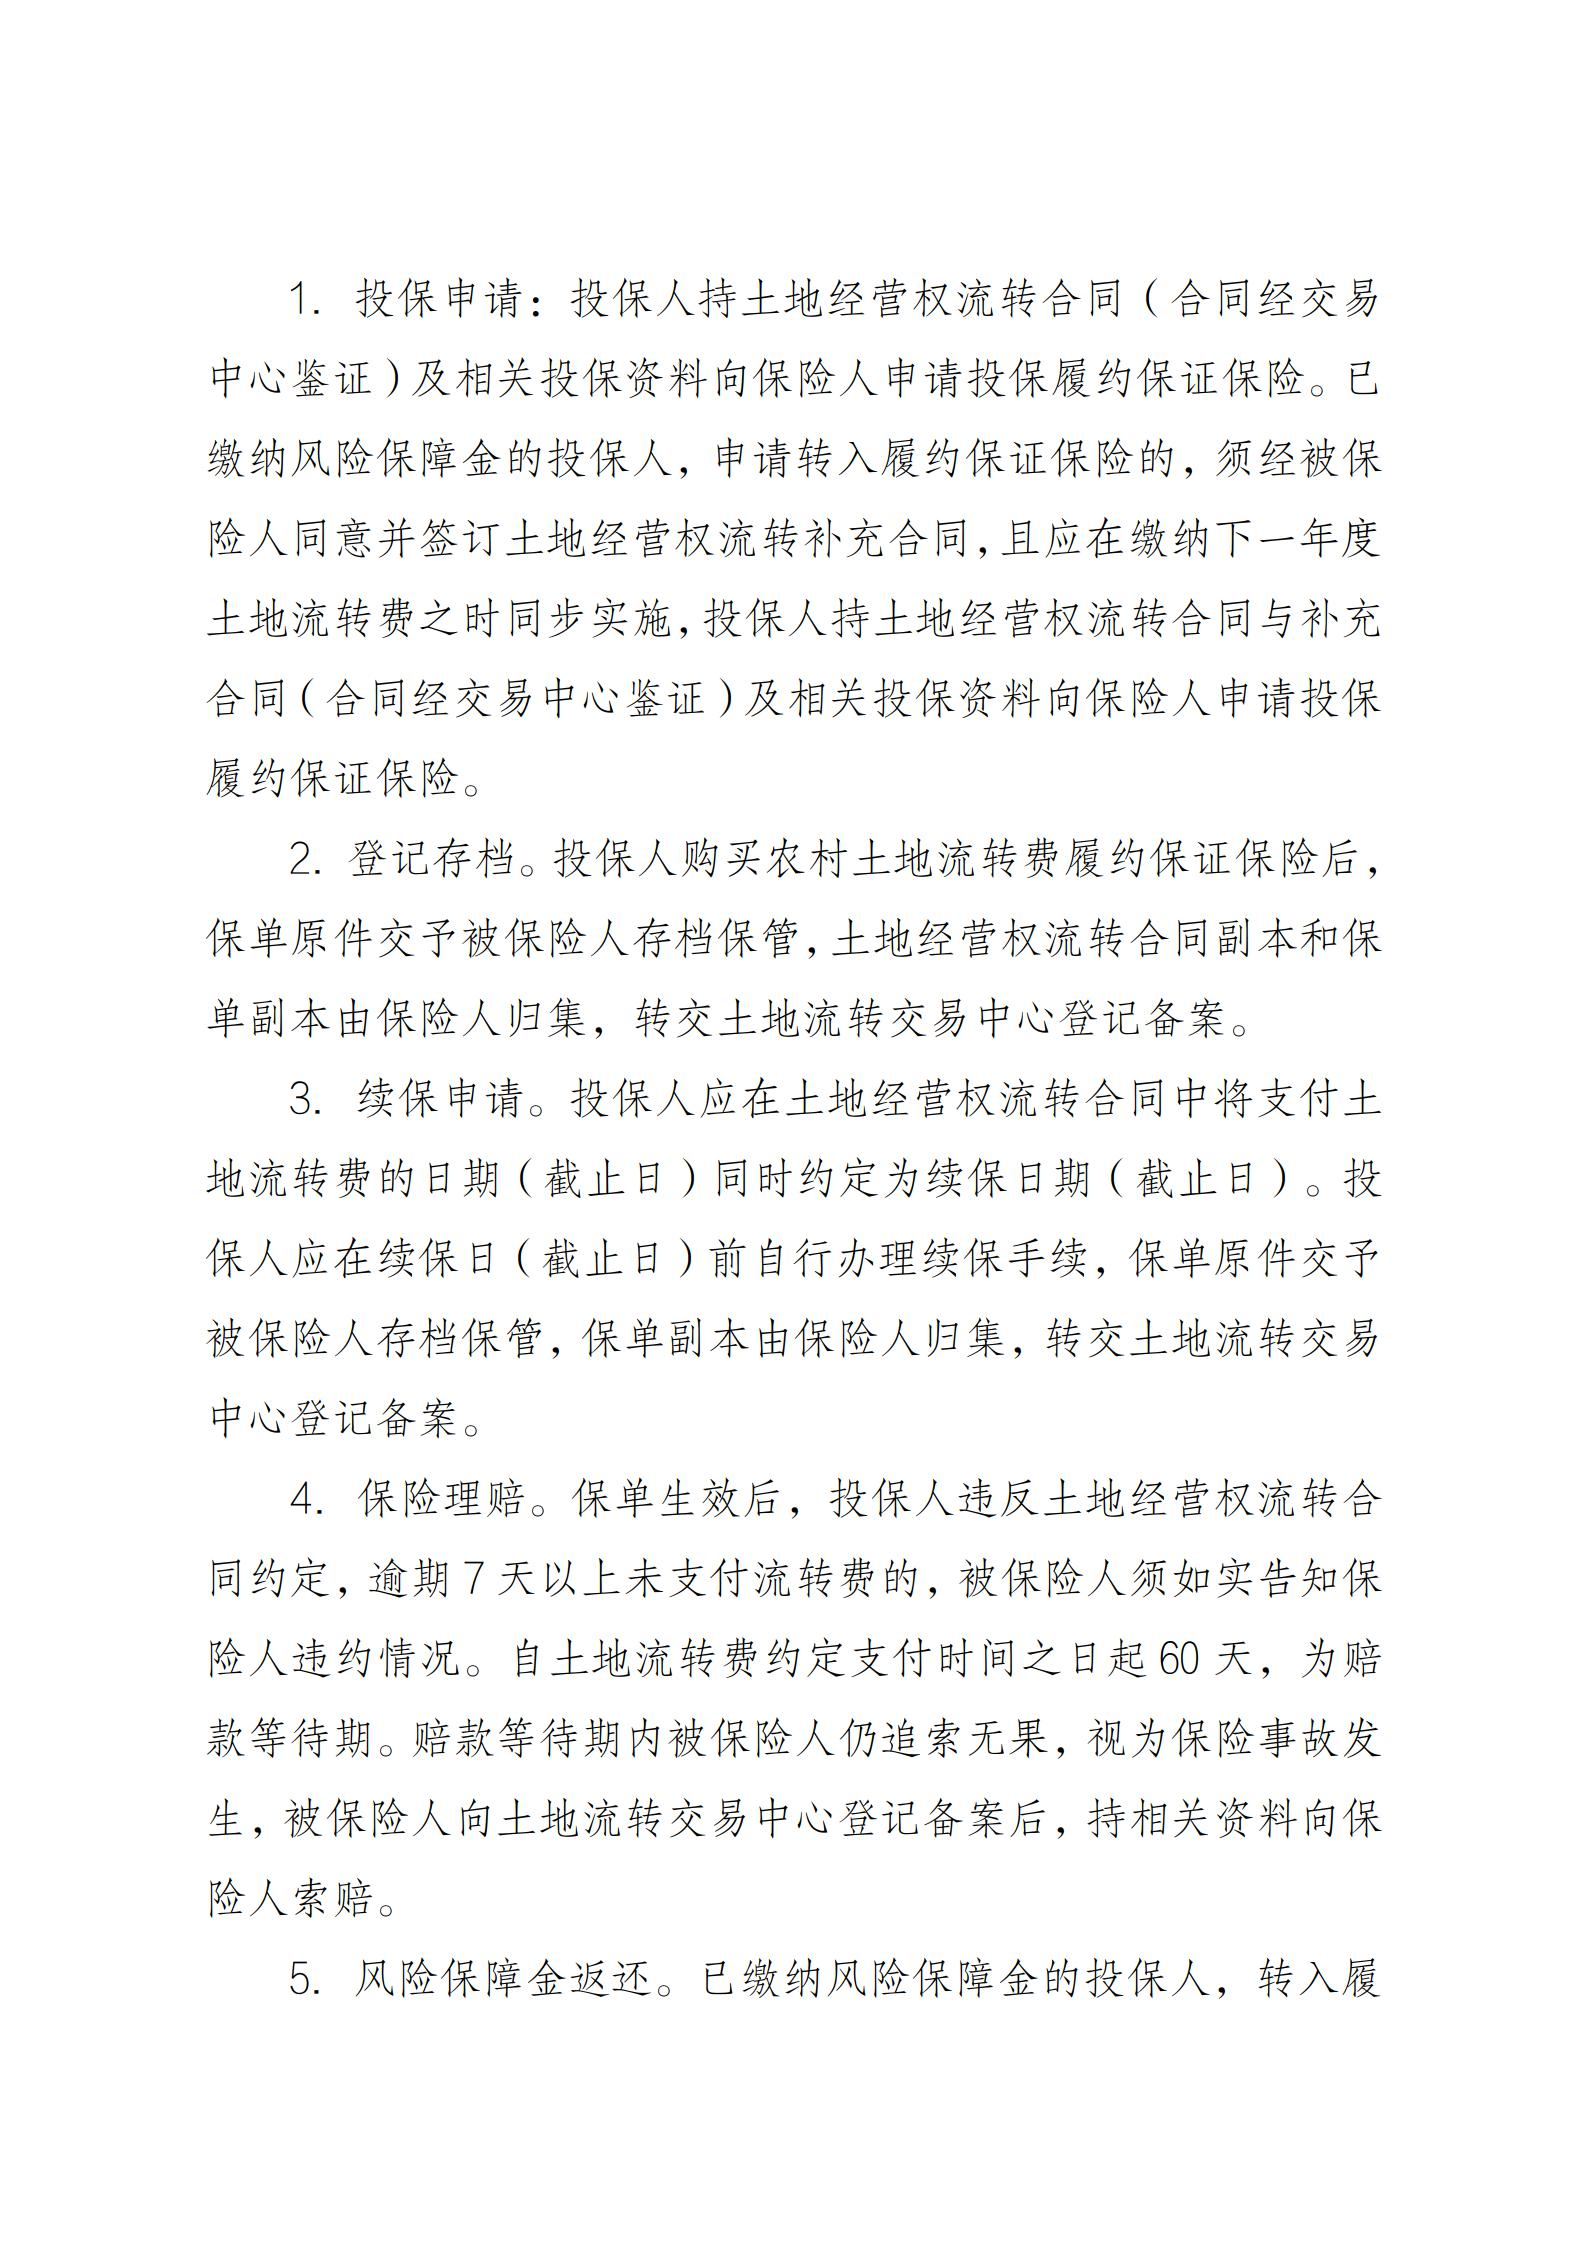 1. 投保申请：投保人持土地经营权流转合同（合同经交易
中心鉴证）及相关投保资料向保险人申请投保履约保证保险。已
缴纳风险保障金的投保人，申请转入履约保证保险的，须经被保
险人同意并签订土地经营权流转补充合同，且应在缴纳下一年度
土地流转费之时同步实施，投保人持土地经营权流转合同与补充
合同（合同经交易中心鉴证）及相关投保资料向保险人申请投保
履约保证保险。
2. 登记存档。投保人购买农村土地流转费履约保证保险后，
保单原件交予被保险人存档保管，土地经营权流转合同副本和保
单副本由保险人归集，转交土地流转交易中心登记备案。
3. 续保申请。投保人应在土地经营权流转合同中将支付土
地流转费的日期（截止日）同时约定为续保日期（截止日）。投
保人应在续保日（截止日）前自行办理续保手续，保单原件交予
被保险人存档保管，保单副本由保险人归集，转交土地流转交易
中心登记备案。
4. 保险理赔。保单生效后，投保人违反土地经营权流转合
同约定，逾期 7 天以上未支付流转费的，被保险人须如实告知保
险人违约情况。自土地流转费约定支付时间之日起 60 天，为赔
款等待期。赔款等待期内被保险人仍追索无果，视为保险事故发
生，被保险人向土地流转交易中心登记备案后，持相关资料向保
险人索赔。
5. 风险保障金返还。已缴纳风险保障金的投保人，转入履